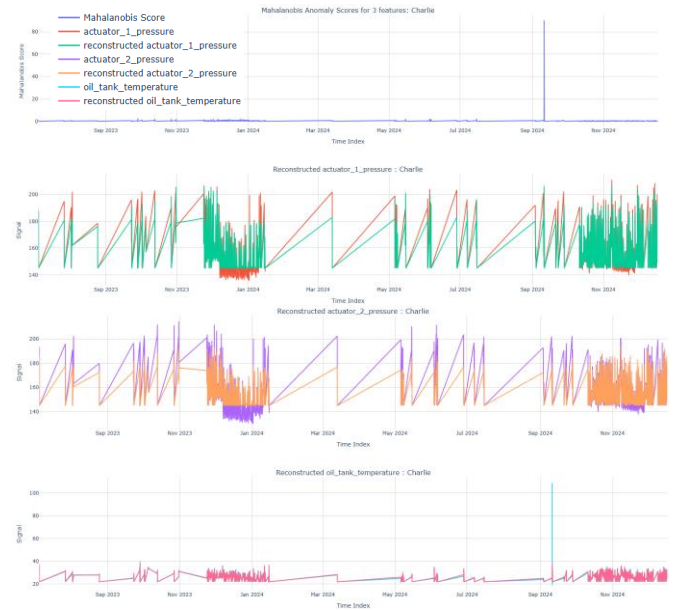 Mahalanobis Anomaly Scores for 3 features: Charlie
Mahalanobis Score
actuator_1_pressure
reconstructed actuator_1_pressure
actuator_2_pressure
reconstructed actuator_2_pressure
oil_tank_temperature
reconstructed oil_tank_temperature
Mahalanobis Score
80
60
40
20
0
Sep 2023 Nov 2023 Jan 2024 Mar 2024 May 2024 Jul 2024 Sep 2024 Nov 2024
Time Index
Reconstructed actuator_1_pressure : Charlie
Signal
200
180
160
140
Sep 2023 Nov 2023 Jan 2024 Mar 2024 May 2024 Jul 2024 Sep 2024 Nov 2024
Time Index
Reconstructed actuator_2_pressure : Charlie
Signal
200
180
160
140
Sep 2023 Nov 2023 Jan 2024 Mar 2024 May 2024 Jul 2024 Sep 2024 Nov 2024
Time Index
Reconstructed oil_tank_temperature : Charlie
Signal
100
80
60
40
20
Sep 2023 Nov 2023 Jan 2024 Mar 2024 May 2024 Jul 2024 Sep 2024 Nov 2024
Time Index